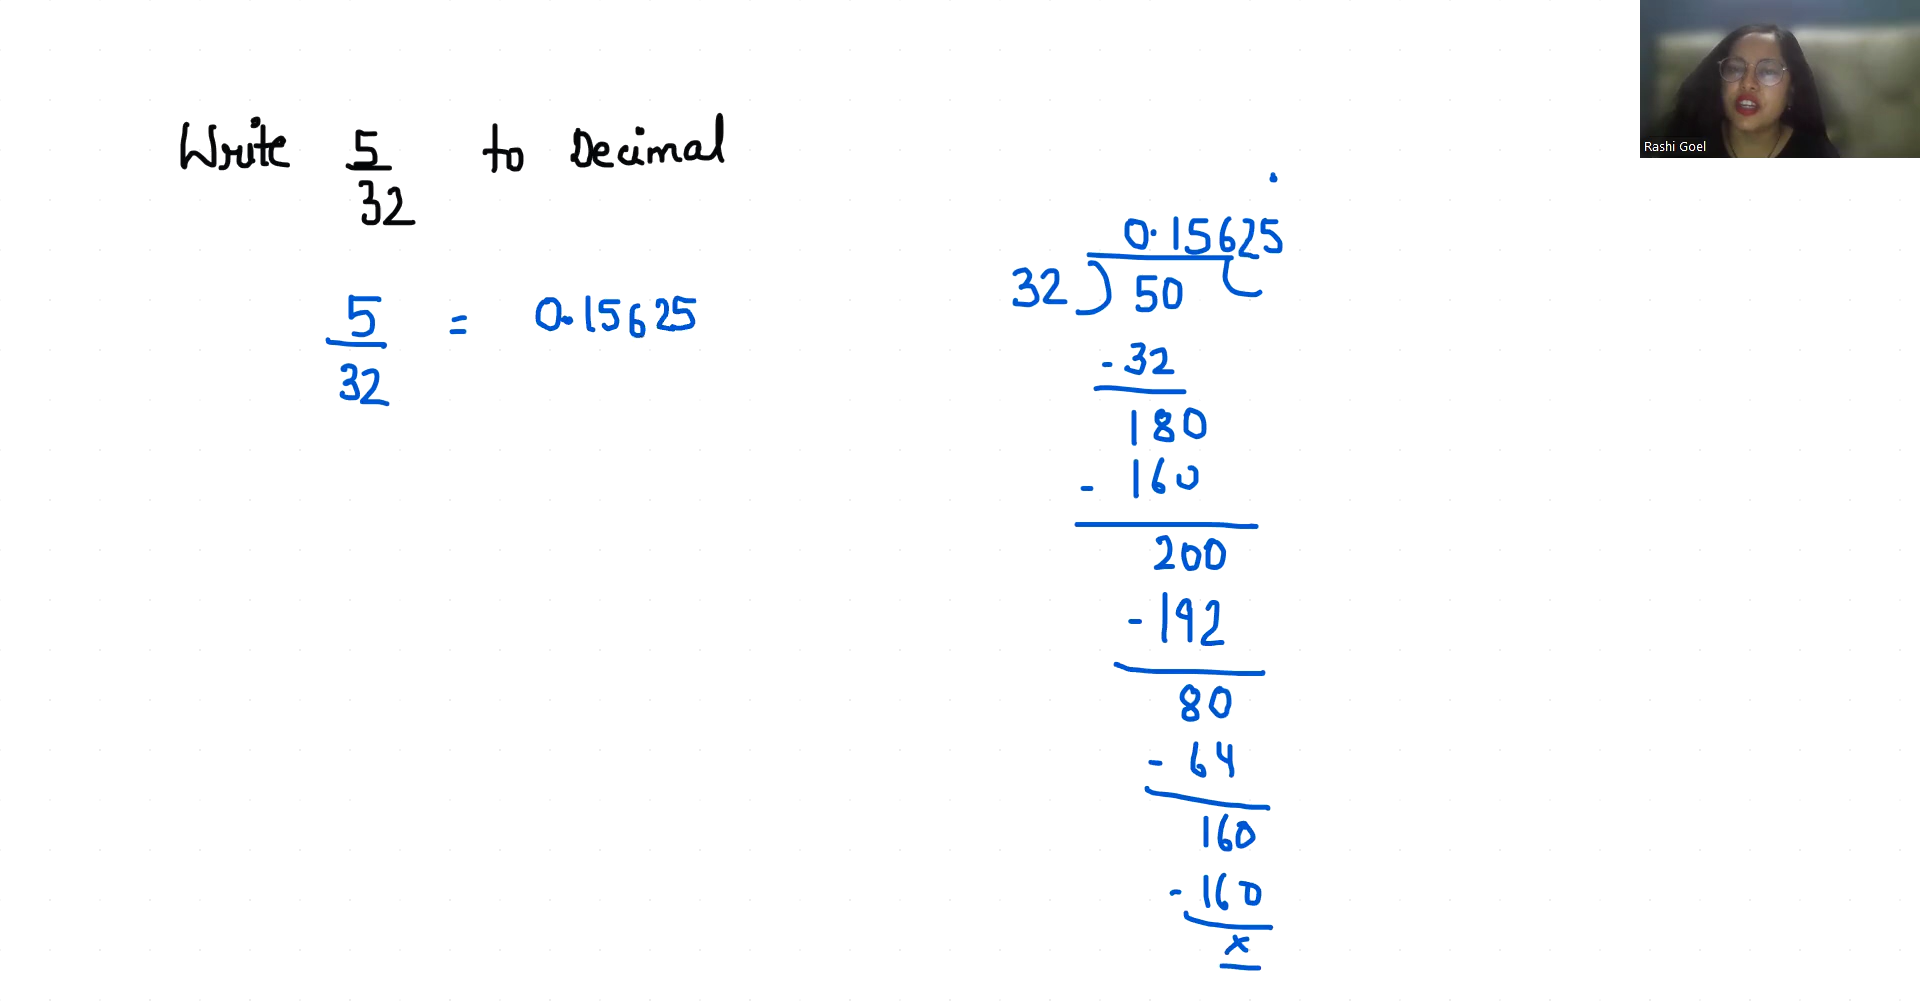 Write 5/32 to Decimal
5/32 = 0.15625
0.15625
32 ) 50
- 32
180
- 160
200
- 192
80
- 64
160
- 160
x
Rashi Goel